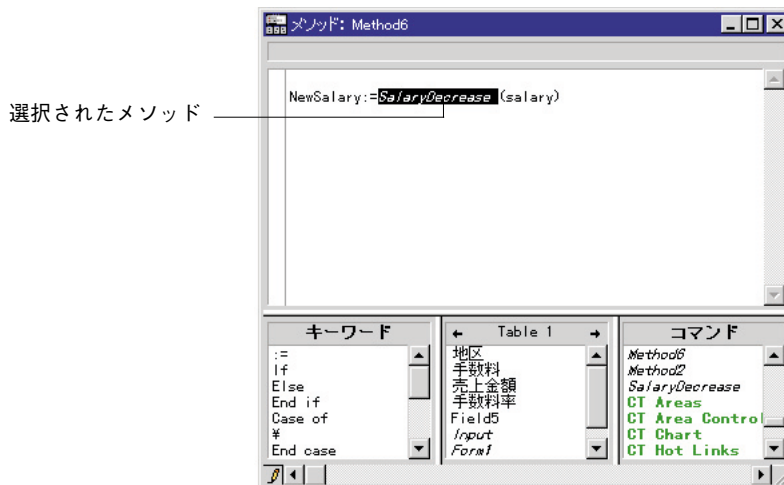 メソッド: Method6
選択されたメソッド
NewSalary:=SalaryDecrease (salary)
キーワード
:=
If
Else
End if
Case of
¥
End case
Table 1
地区
手数料
売上金額
手数料率
Field5
Input
Form1
コマンド
Method6
Method2
SalaryDecrease
CT Areas
CT Area Control
CT Chart
CT Hot Links